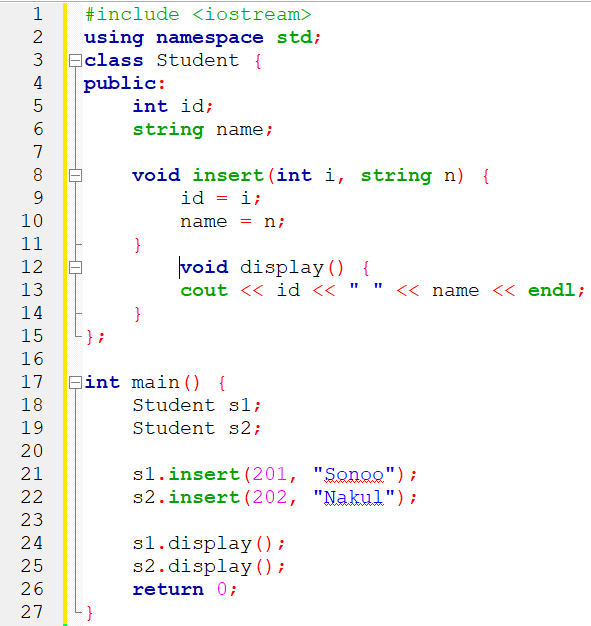 1 #include <iostream>
2 using namespace std;
3 class Student {
4 public:
5     int id;
6     string name;
7
8     void insert(int i, string n) {
9         id = i;
10         name = n;
11     }
12         void display() {
13         cout << id << " " << name << endl;
14     }
15 };
16
17 int main() {
18     Student s1;
19     Student s2;
20
21     s1.insert(201, "Sonoo");
22     s2.insert(202, "Nakul");
23
24     s1.display();
25     s2.display();
26     return 0;
27 }